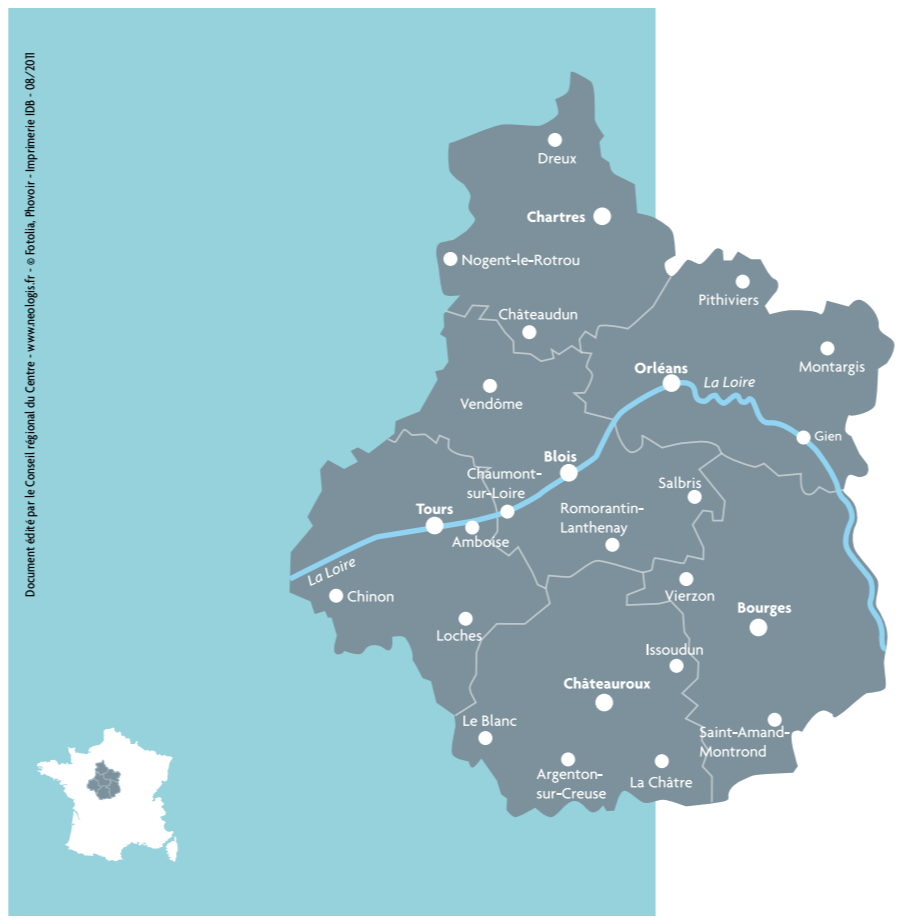 Document édité par le Conseil régional du Centre - www.neologis.fr - © Fotolia, Phovoir - Imprimerie IDB - 08/2011
Dreux
Chartres
Nogent-le-Rotrou
Pithiviers
Châteaudun
Montargis
Orléans
La Loire
Vendôme
Gien
Blois
Chaumont-
sur-Loire
Salbris
Tours
Romorantin-
Lanthenay
Amboise
La Loire
Chinon
Vierzon
Bourges
Loches
Issoudun
Châteauroux
Le Blanc
Saint-Amand-
Montrond
Argenton-
sur-Creuse
La Châtre